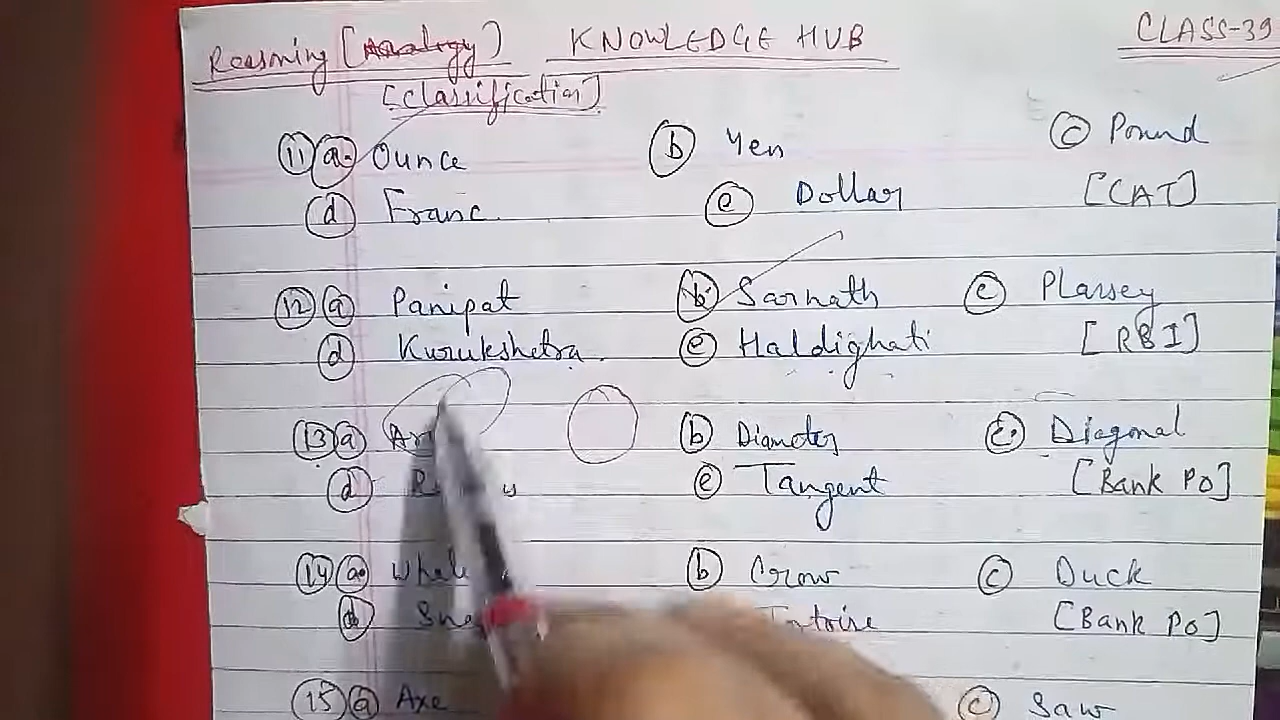 Reasoning [Analogy) KNOWLEDGE HUB CLASS-39
[classification]
11 a Ounce b Yen c Pound
d Franc. e Dollar [CAT]
12 a Panipat b Sarnath c Plassey
d Kurukshetra. e Haldighati [RBI]
13 a b Diameter c Diagonal
d e Tangent [Bank PO]
14 a Whale b Crow c Duck
d [Bank PO]
15 a Axe c Saw